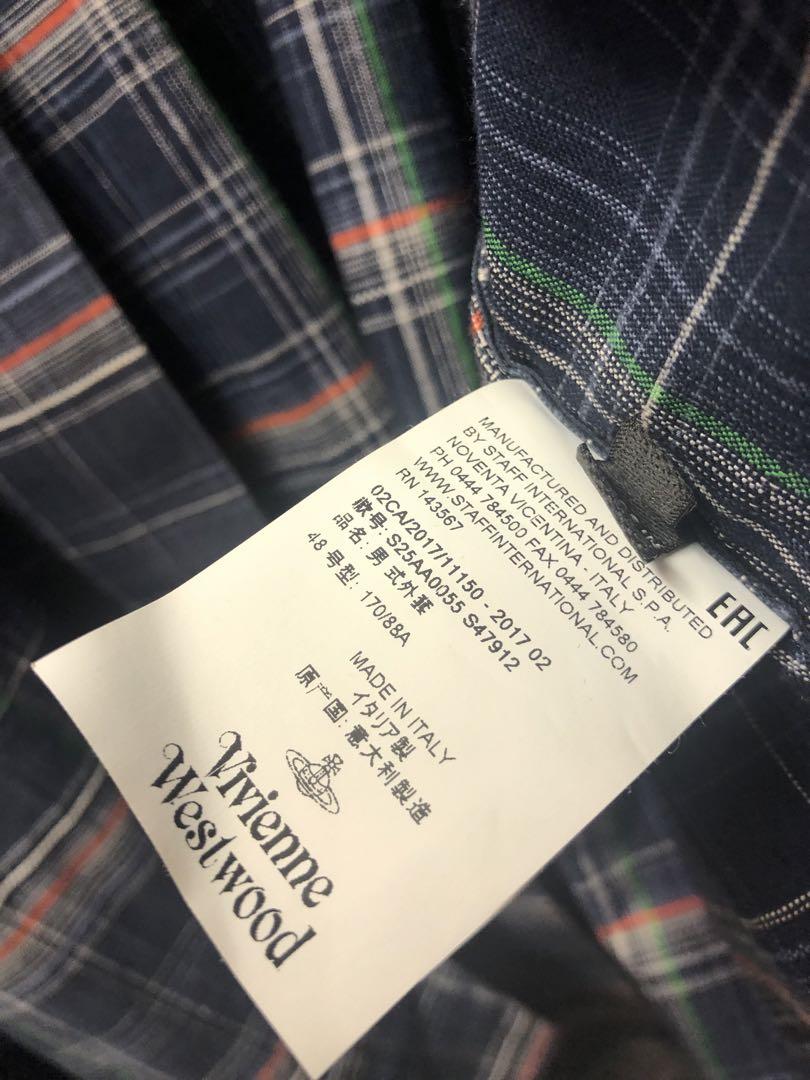 MANUFACTURED AND DISTRIBUTED
BY STAFF INTERNATIONAL S.P.A.
NOVENTA VICENTINA - ITALY
PH 0444 784500 FAX 0444 784580
WWW.STAFFINTERNATIONAL.COM
RN 143567
EAC
02CA/2017/11150 - 2017 02
款号: S25AA0055 S47912
品名: 男 式外套
48 号型: 170/88A
MADE IN ITALY
イタリア製
原产国: 意大利製造
Vivienne
Westwood